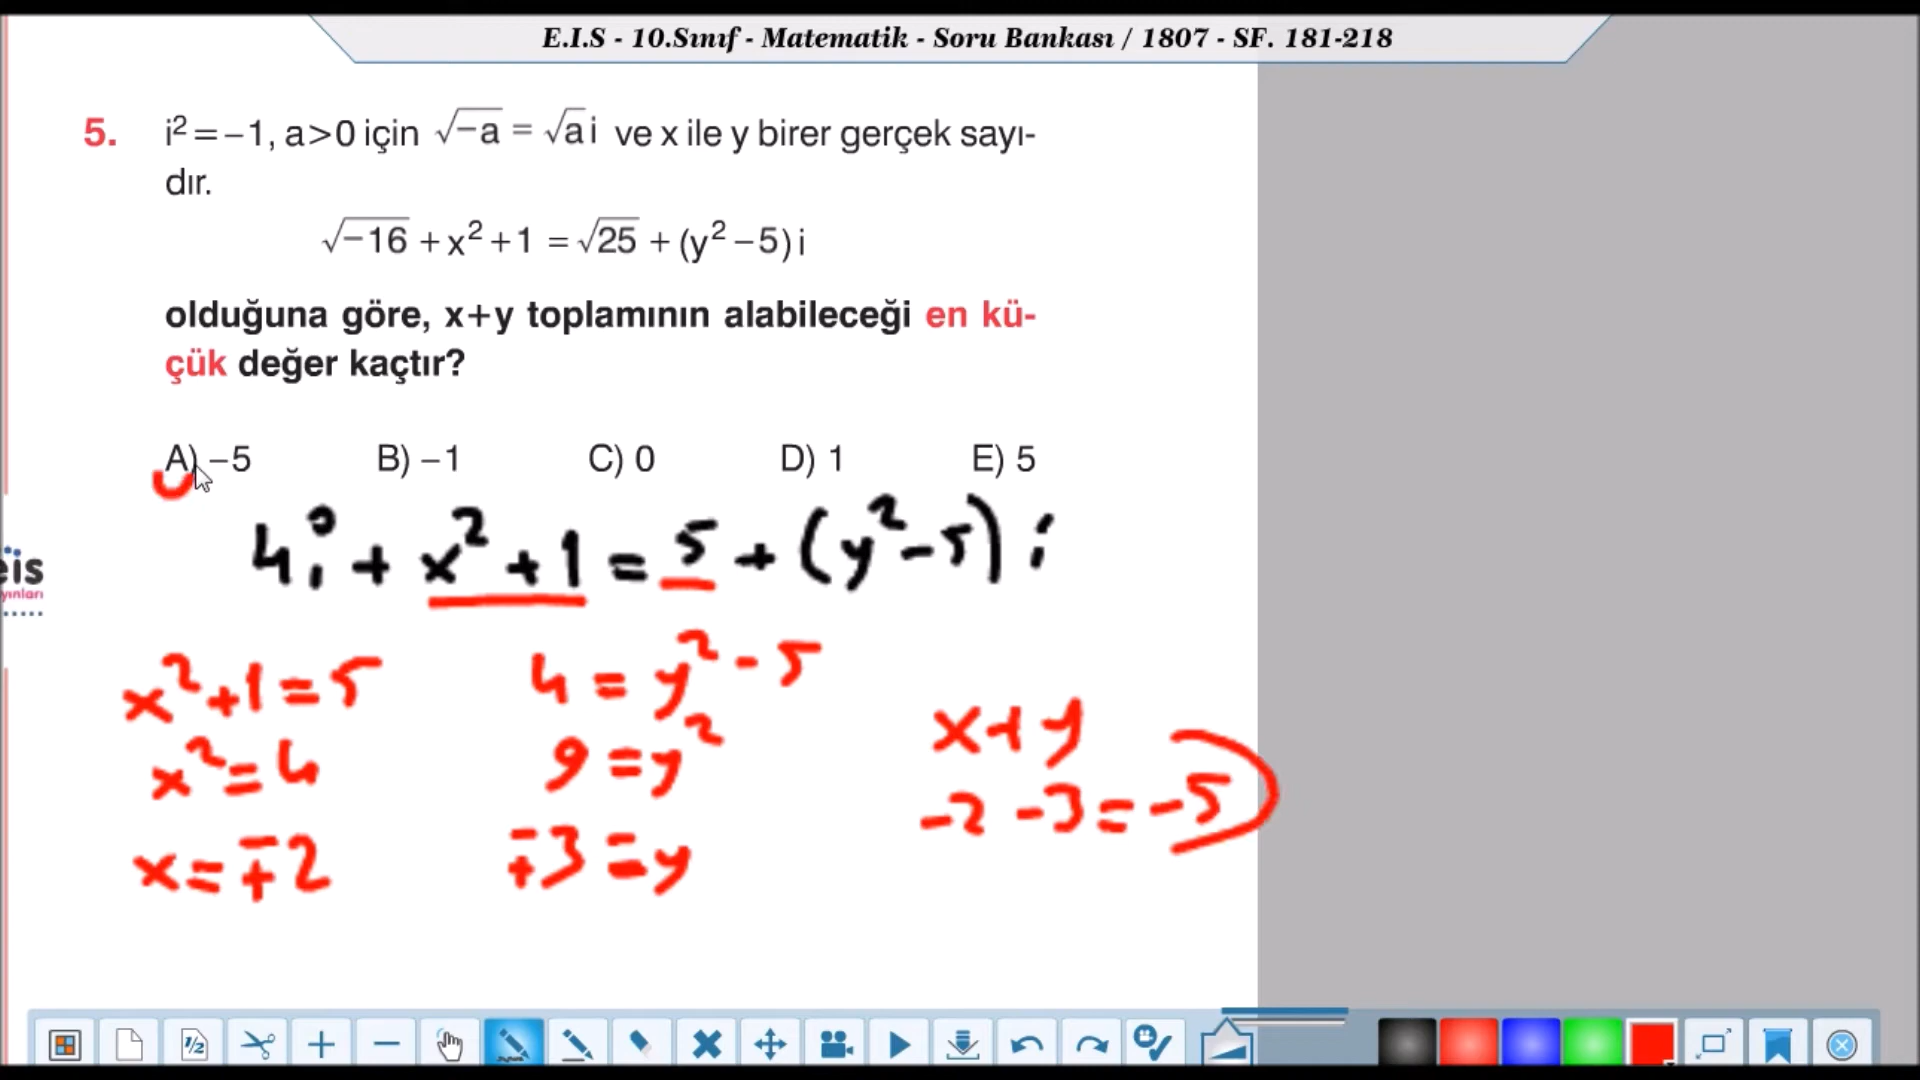 E.I.S - 10.Sınıf - Matematik - Soru Bankası / 1807 - SF. 181-218
5. i² = −1, a>0 için √−a = √a i ve x ile y birer gerçek sayı-
dır.
√−16 + x² + 1 = √25 + (y² − 5) i
olduğuna göre, x+y toplamının alabileceği en kü-
çük değer kaçtır?
A) −5 B) −1 C) 0 D) 1 E) 5
4i + x² + 1 = 5 + (y² − 5) i
eis
yınları
x² + 1 = 5
x² = 4
x = ∓2
4 = y² − 5
9 = y²
∓3 = y
x + y
−2 −3 = −5
1/2